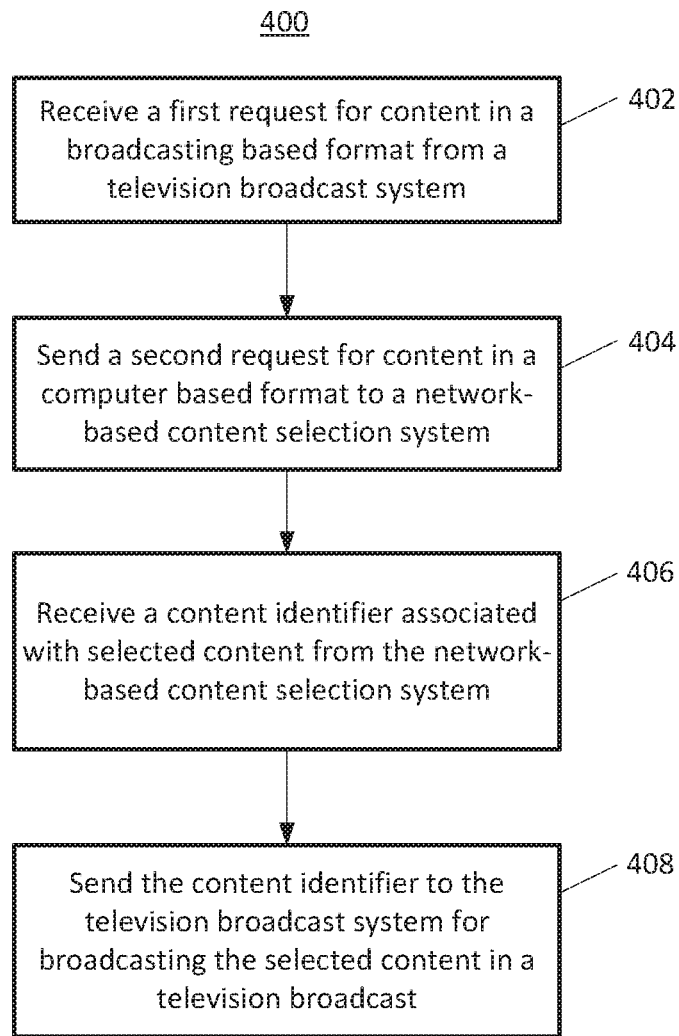 400
Receive a first request for content in a
broadcasting based format from a
television broadcast system
402
Send a second request for content in a
computer based format to a network-
based content selection system
404
Receive a content identifier associated
with selected content from the network-
based content selection system
406
Send the content identifier to the
television broadcast system for
broadcasting the selected content in a
television broadcast
408